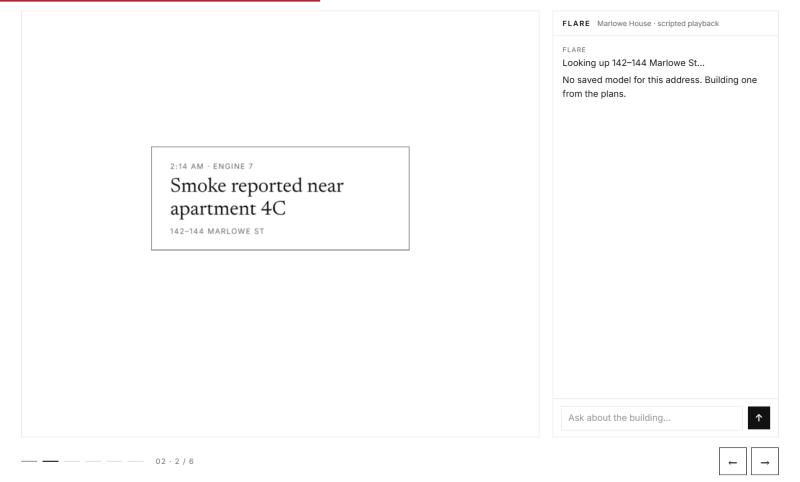 2:14 AM · ENGINE 7
Smoke reported near
apartment 4C
142–144 MARLOWE ST
FLARE Marlowe House · scripted playback
FLARE
Looking up 142–144 Marlowe St...
No saved model for this address. Building one
from the plans.
Ask about the building...
02 · 2 / 6